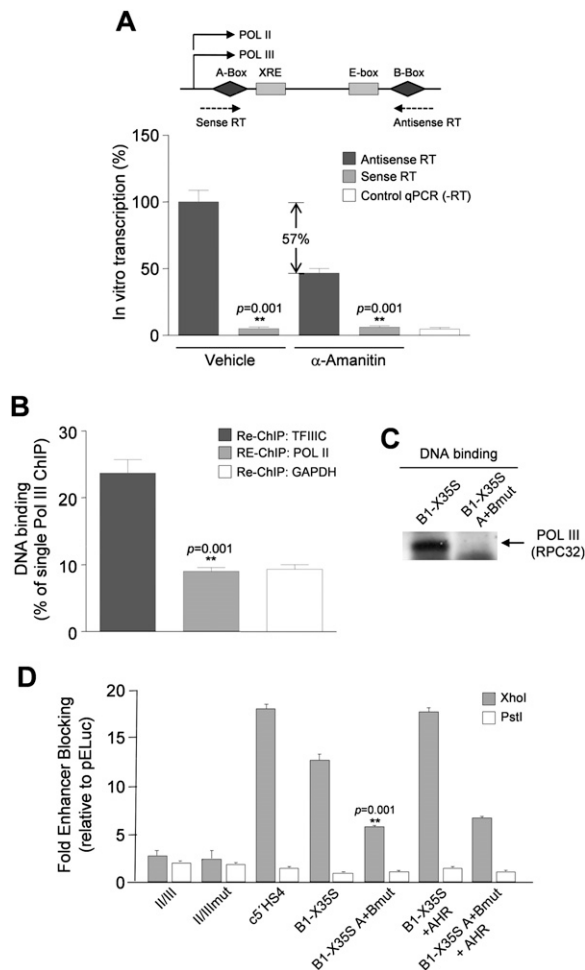 A
POL II
POL III
A-Box XRE E-box B-Box
Sense RT Antisense RT
In vitro transcription (%)
150
100
50
0
Antisense RT
Sense RT
Control qPCR (-RT)
57%
p=0.001
**
p=0.001
**
Vehicle α-Amanitin
B
DNA binding
(% of single Pol III ChIP)
30
20
10
0
Re-ChIP: TFIIIC
RE-ChIP: POL II
Re-ChIP: GAPDH
p=0.001
**
C
DNA binding
B1-X35S
B1-X35S
A+Bmut
POL III
(RPC32)
D
Fold Enhancer Blocking
(relative to pELuc)
20
15
10
5
0
XhoI
PstI
p=0.001
**
II/III
II/IIImut
c5´HS4
B1-X35S
B1-X35S A+Bmut
B1-X35S
+AHR
B1-X35S A+Bmut
+ AHR